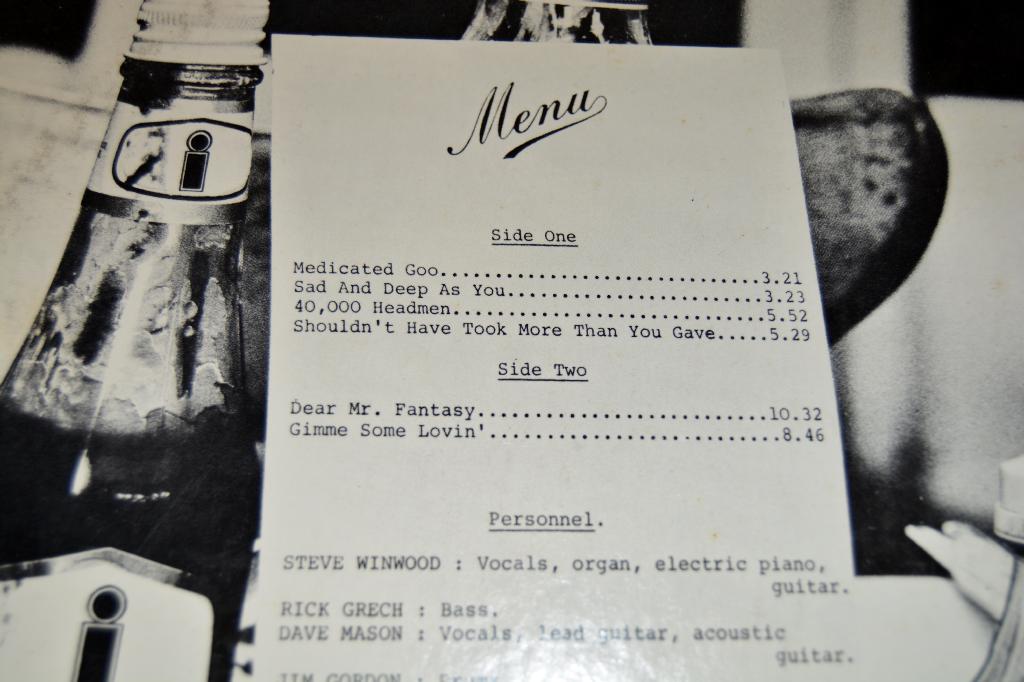 Menu
Side One
Medicated Goo..............................3.21
Sad And Deep As You........................3.23
40,000 Headmen.............................5.52
Shouldn't Have Took More Than You Gave.....5.29
Side Two
Dear Mr. Fantasy...........................10.32
Gimme Some Lovin'...........................8.46
Personnel.
STEVE WINWOOD : Vocals, organ, electric piano,
guitar.
RICK GRECH : Bass.
DAVE MASON : Vocals, lead guitar, acoustic
guitar.
JIM GORDON : Drums